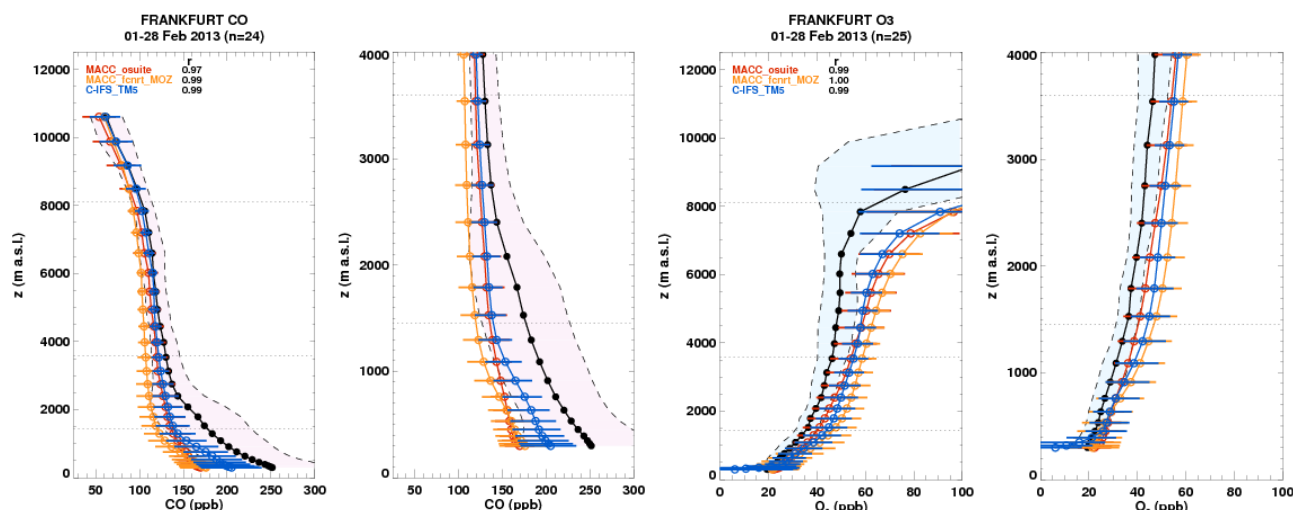 FRANKFURT CO
01-28 Feb 2013 (n=24)
r
MACC_osuite 0.97
MACC_fcnrt_MOZ 0.99
C-IFS_TM5 0.99
12000
10000
8000
6000
4000
2000
0
z (m a.s.l.)
50 100 150 200 250 300
CO (ppb)
4000
3000
2000
1000
0
z (m a.s.l.)
50 100 150 200 250 300
CO (ppb)
FRANKFURT O3
01-28 Feb 2013 (n=25)
r
MACC_osuite 0.99
MACC_fcnrt_MOZ 1.00
C-IFS_TM5 0.99
12000
10000
8000
6000
4000
2000
0
z (m a.s.l.)
0 20 40 60 80 100
(ppb)
4000
3000
2000
1000
0
z (m a.s.l.)
0 20 40 60 80 100
(ppb)